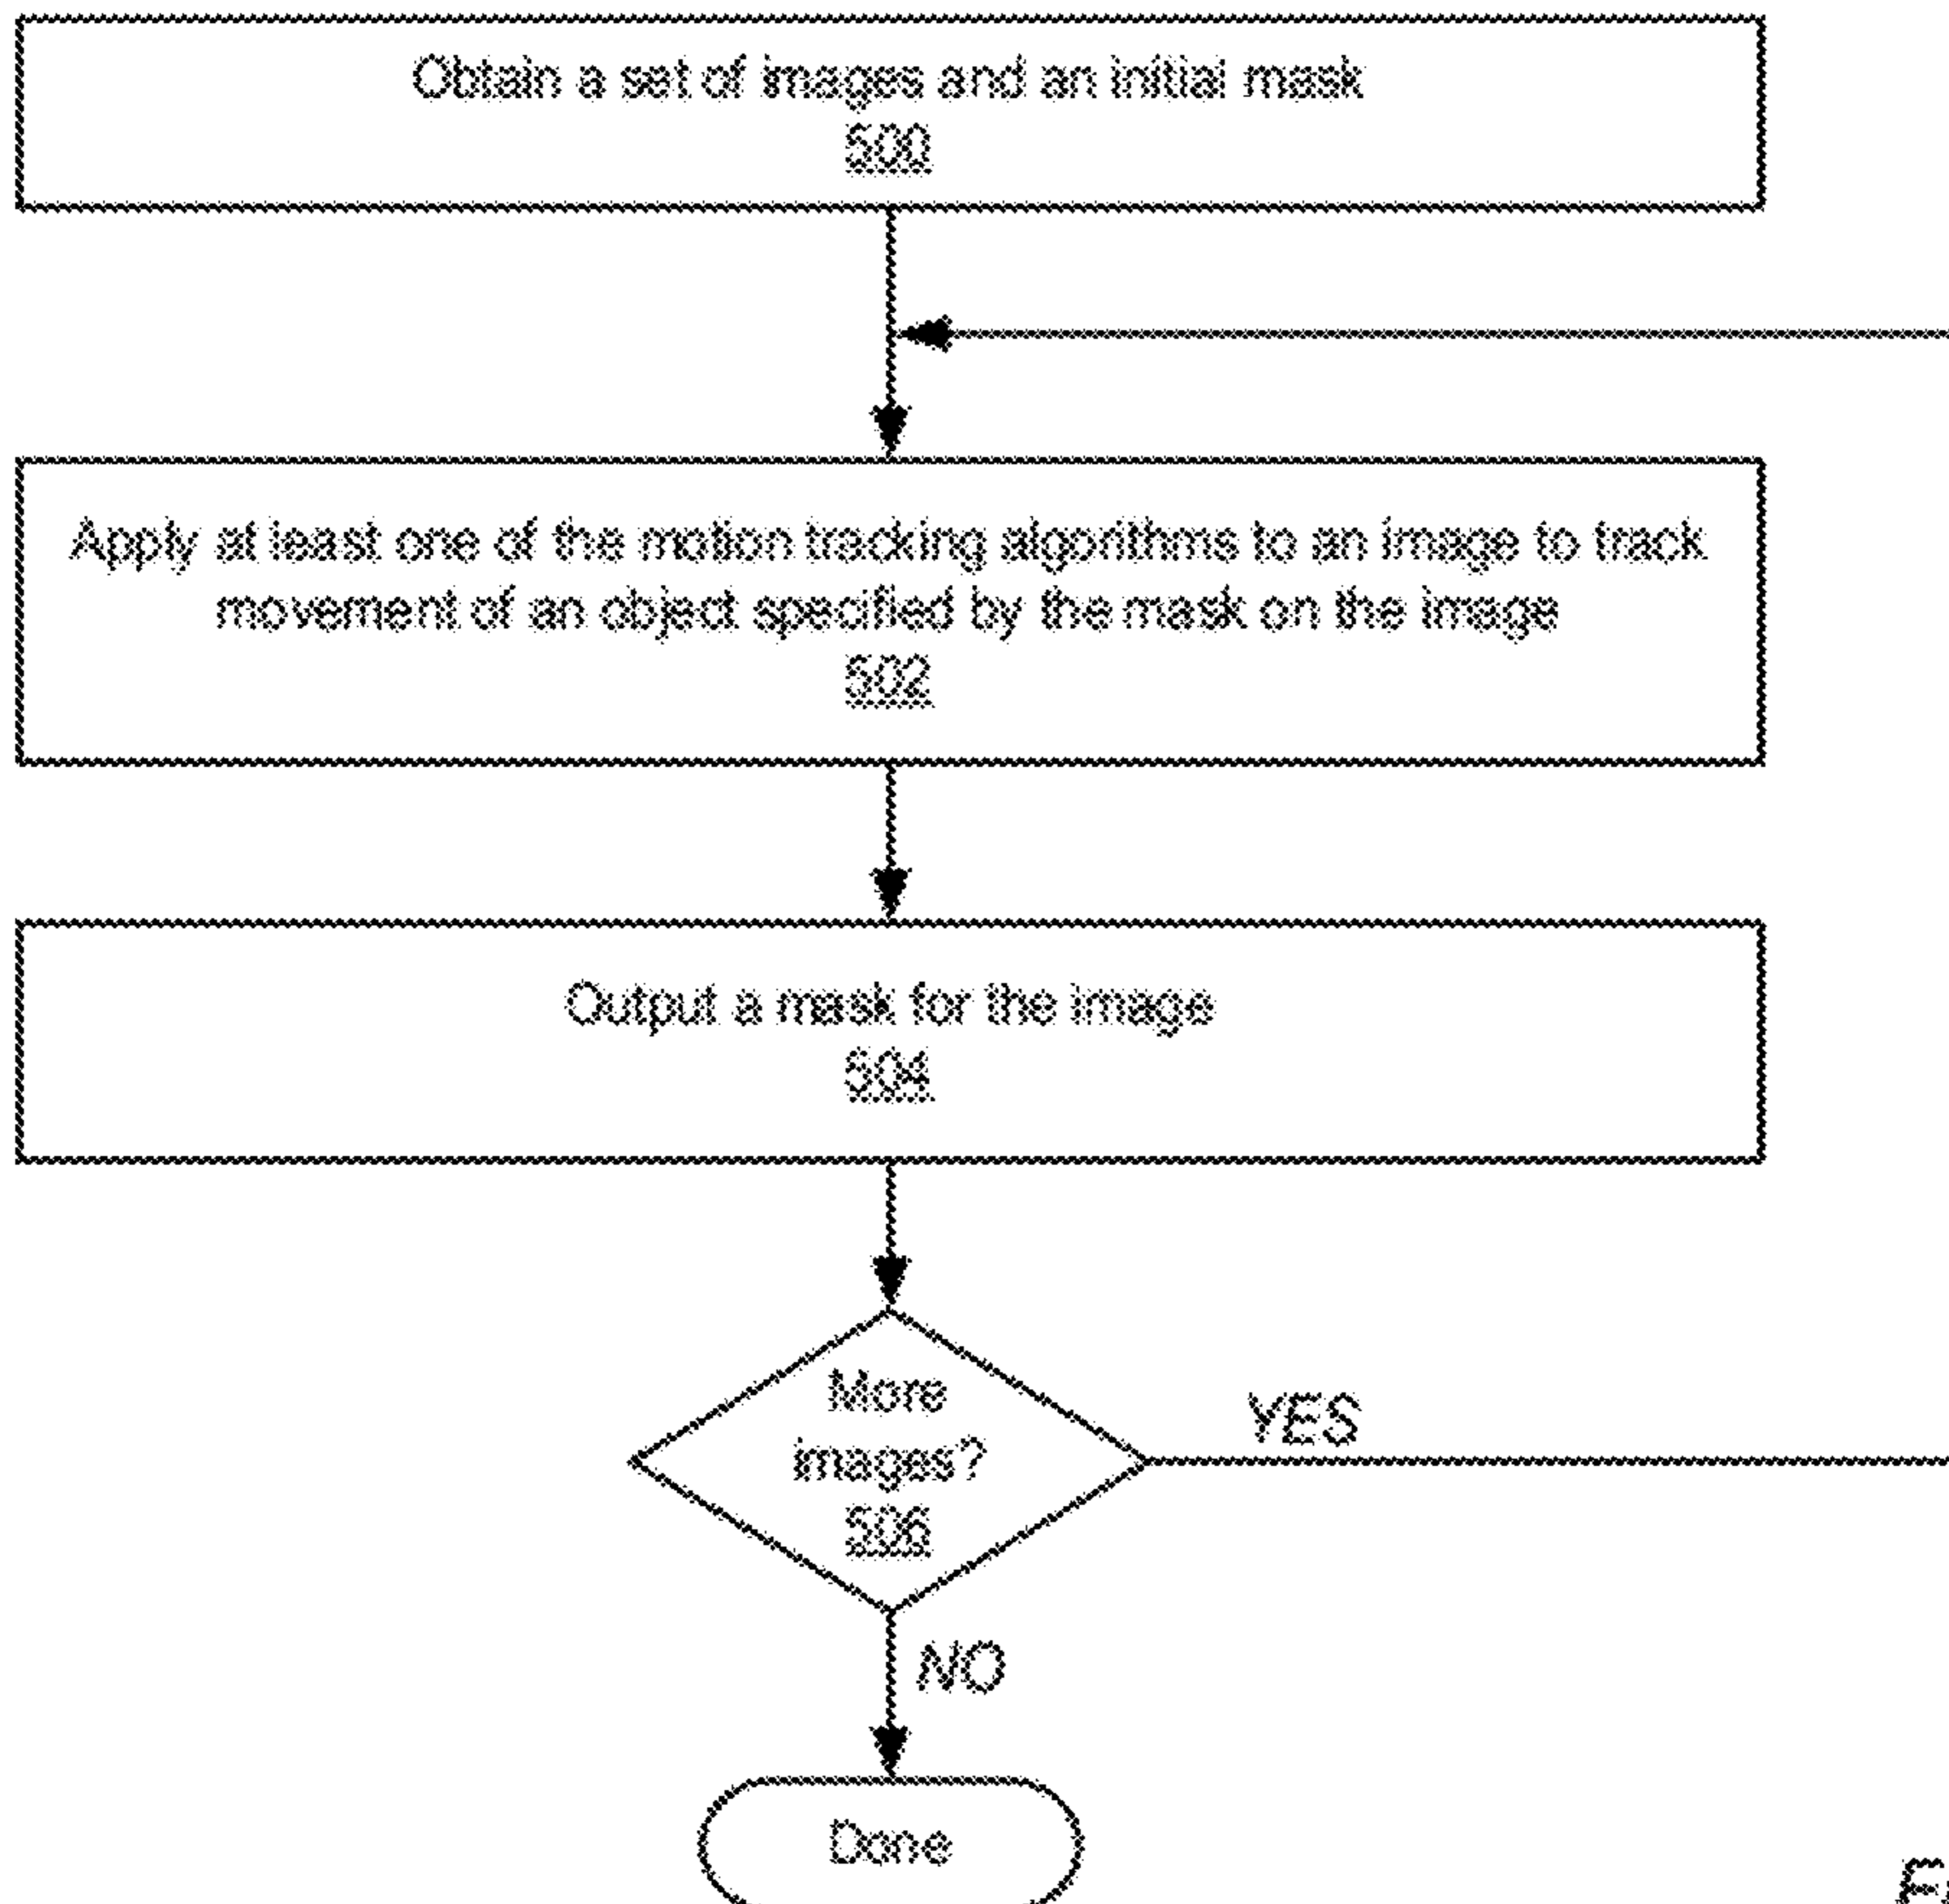 Obtain a set of images and an initial mask
500
Apply at least one of the motion tracking algorithms to an image to track
movement of an object specified by the mask on the image
502
Output a mask for the image
504
More
images?
506
YES
NO
Done